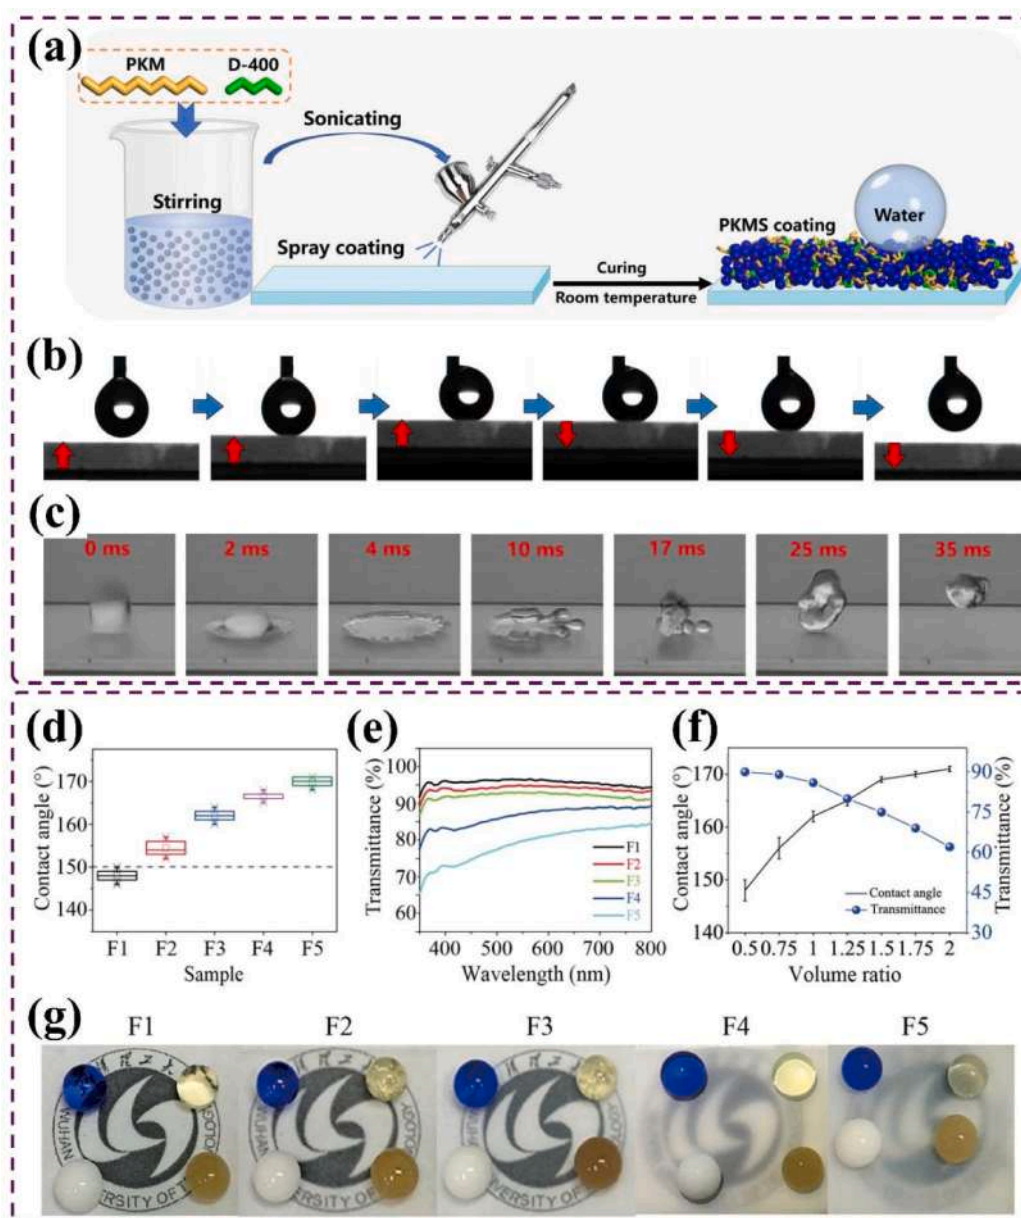 (a)
PKM D-400
Sonicating
Stirring
Spray coating
Curing
Room temperature
PKMS coating
Water
(b)
(c)
0 ms 2 ms 4 ms 10 ms 17 ms 25 ms 35 ms
(d)
Contact angle (°)
170
160
150
140
F1 F2 F3 F4 F5
Sample
(e)
Transmittance (%)
100
95
90
80
70
60
F1
F2
F3
F4
F5
400 500 600 700 800
Wavelength (nm)
(f)
Contact angle (°)
170
160
150
140
Contact angle
Transmittance
90
75
60
45
30
Transmittance (%)
0.5 0.75 1 1.25 1.5 1.75 2
Volume ratio
(g)
F1 F2 F3 F4 F5
WUHAN